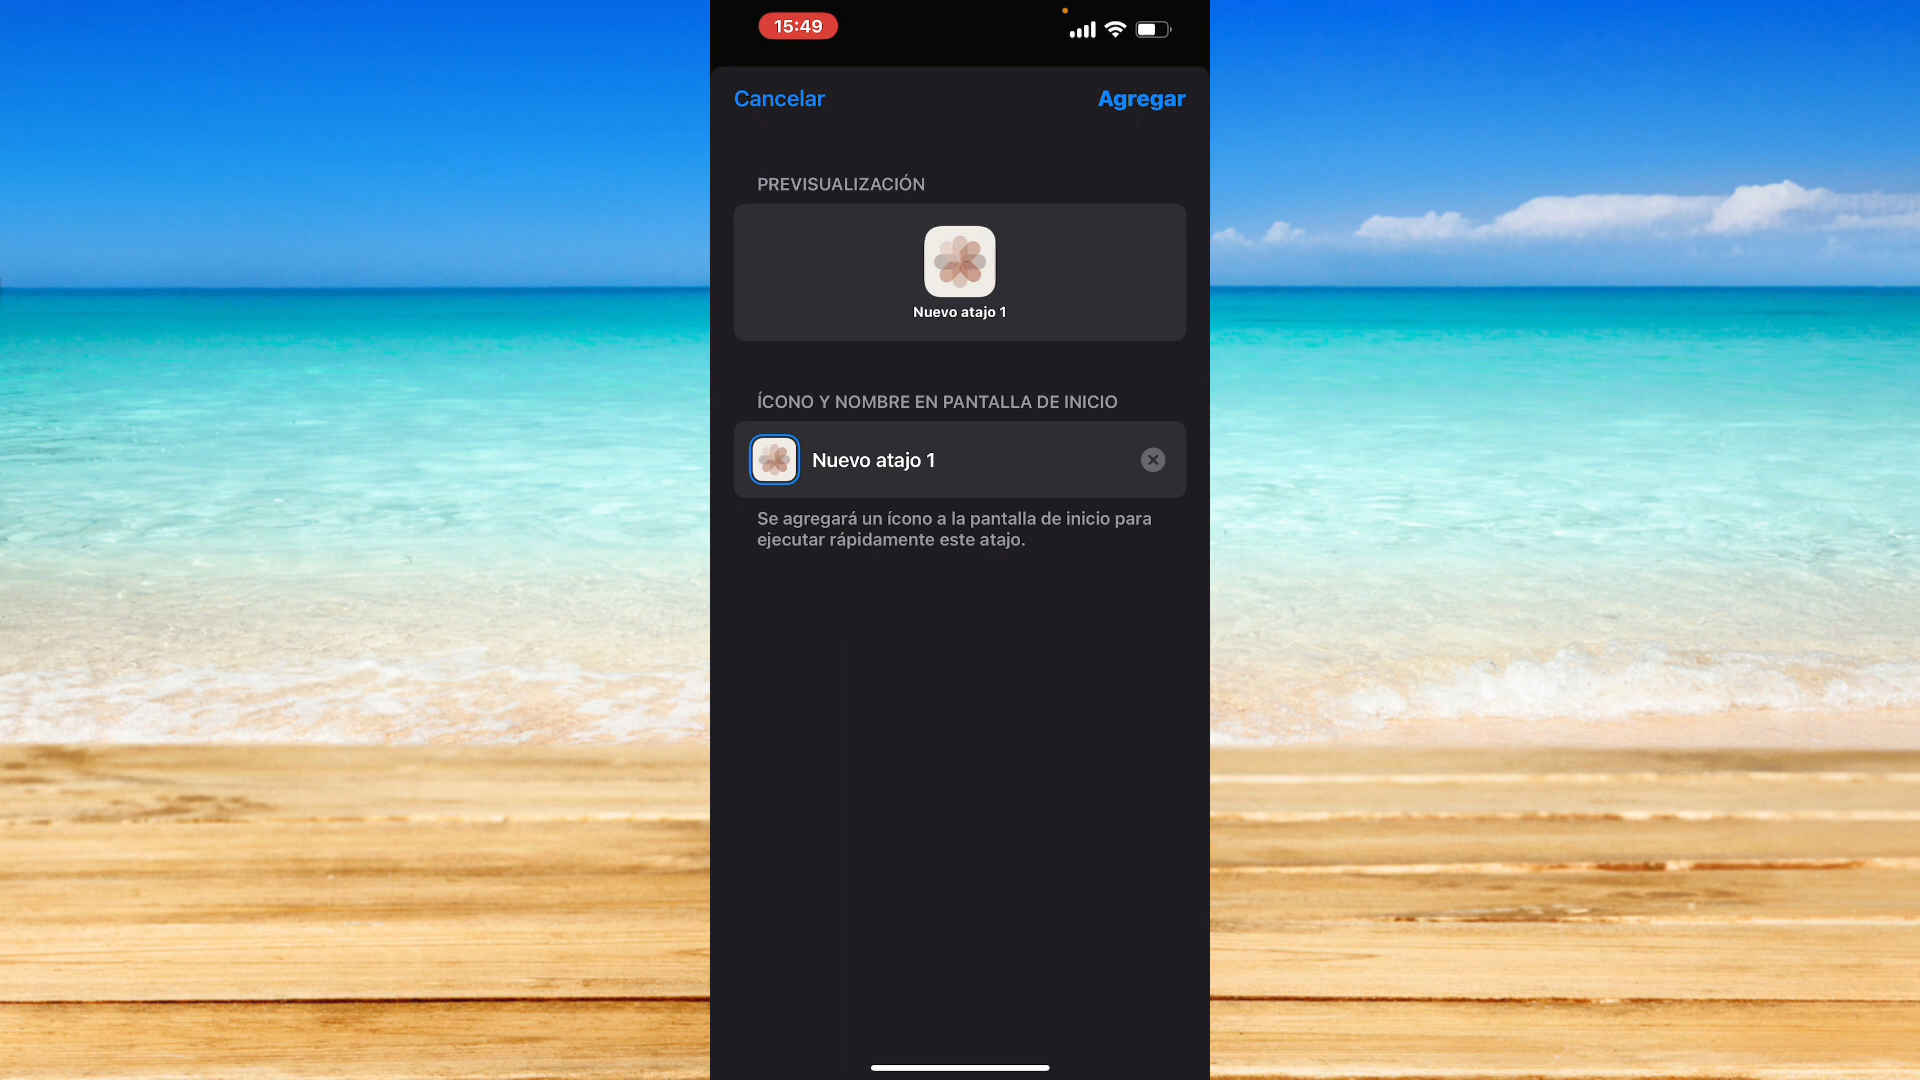 15:49
Cancelar
Agregar
PREVISUALIZACIÓN
Nuevo atajo 1
ÍCONO Y NOMBRE EN PANTALLA DE INICIO
Nuevo atajo 1
Se agregará un ícono a la pantalla de inicio para
ejecutar rápidamente este atajo.